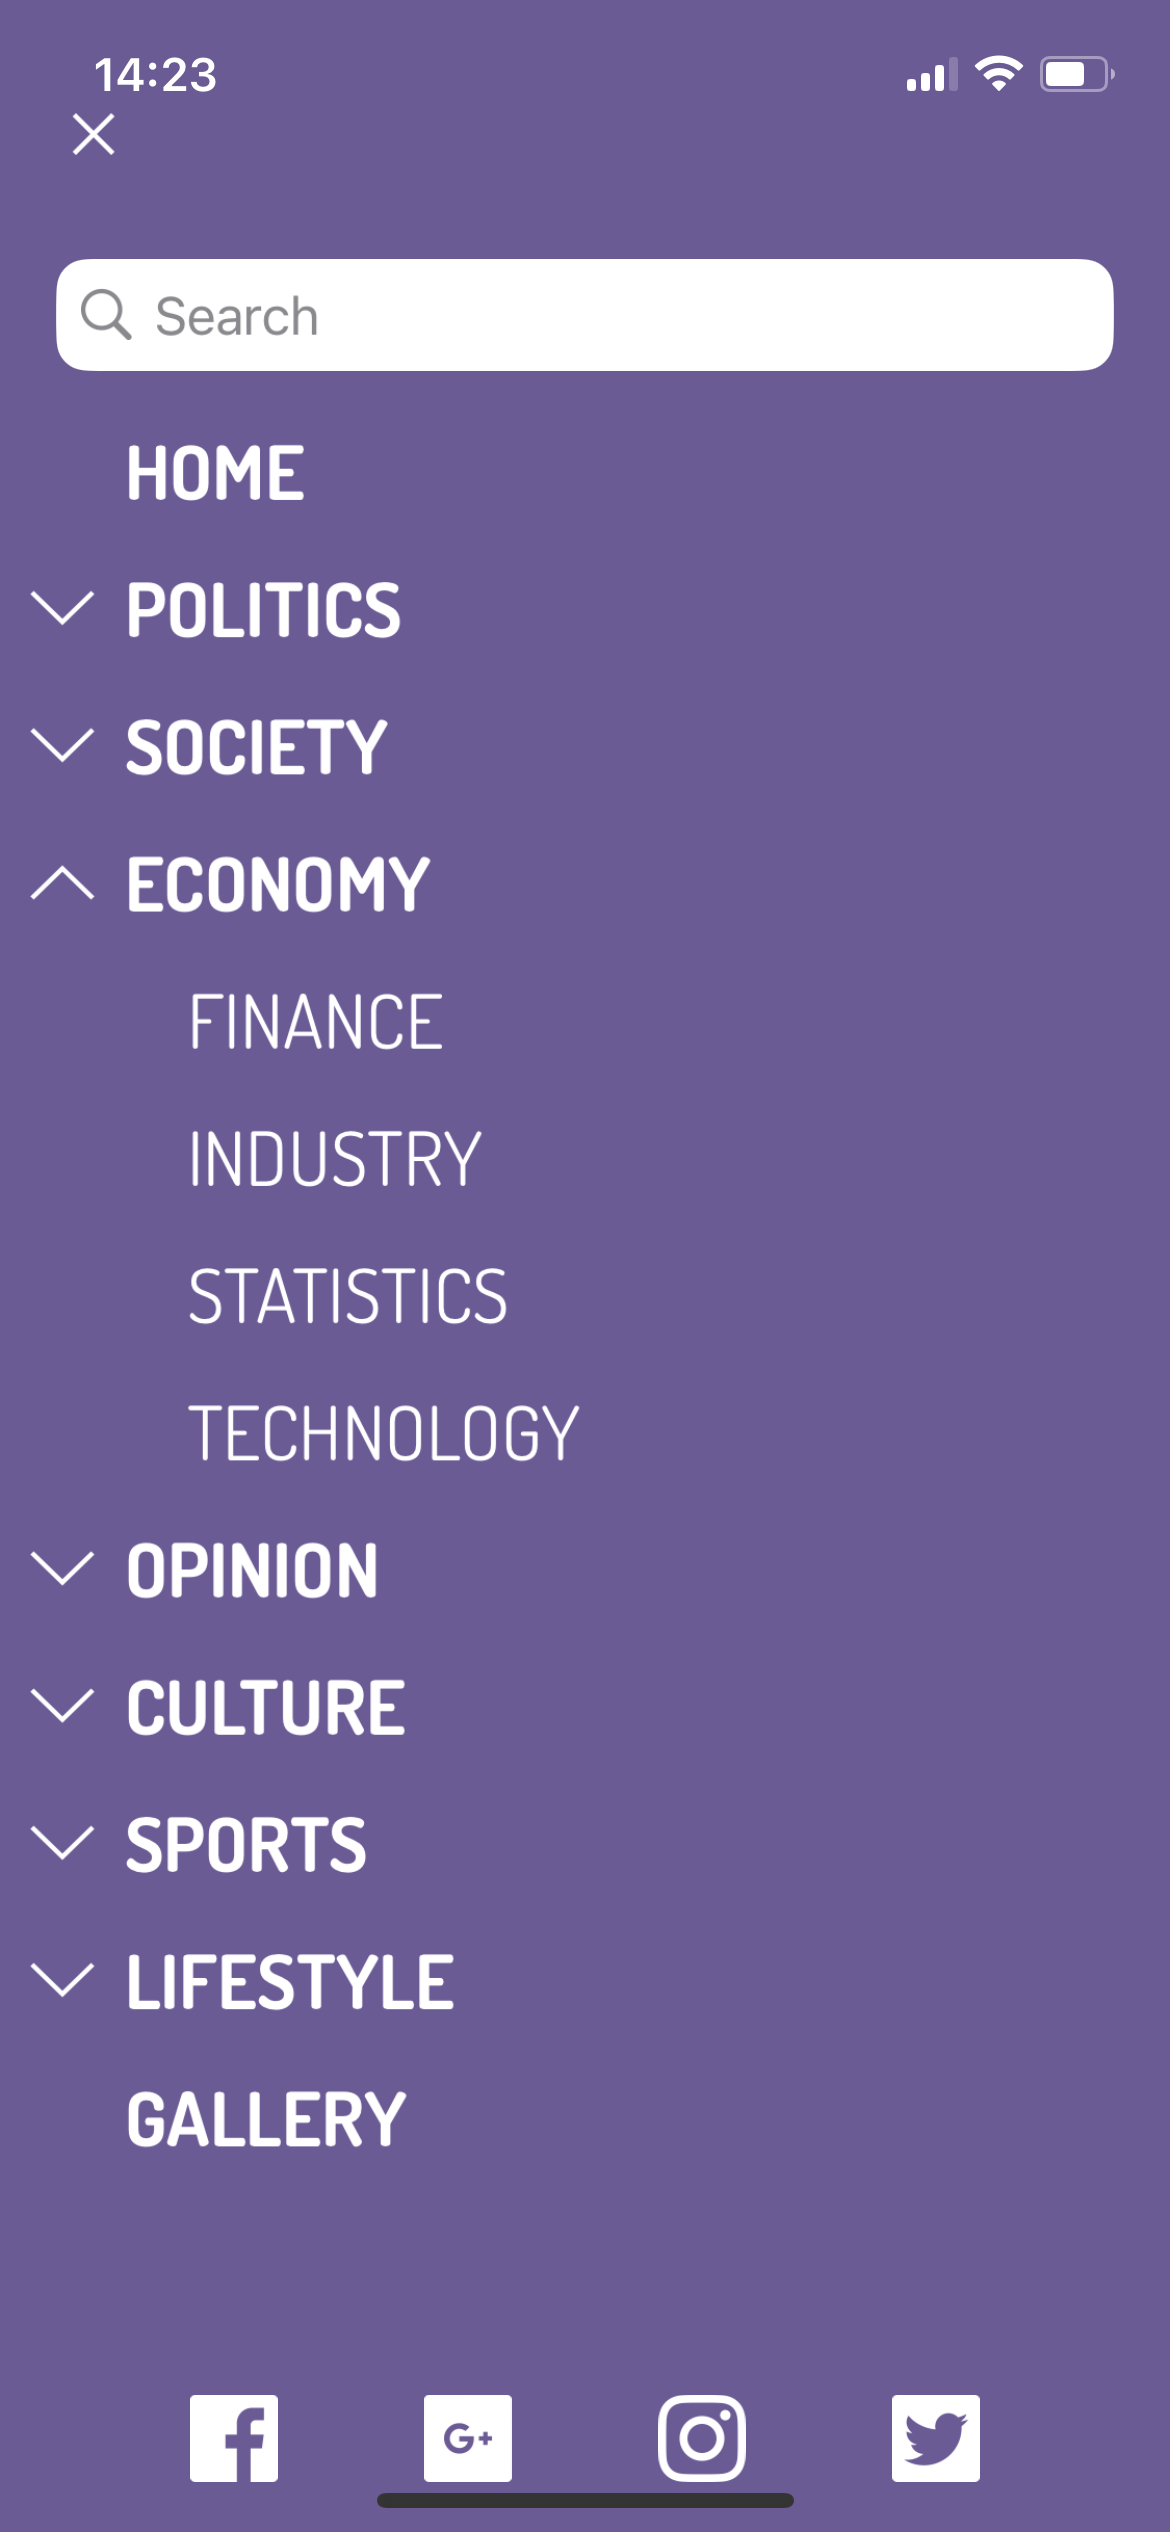 14:23
Search
HOME
POLITICS
SOCIETY
ECONOMY
FINANCE
INDUSTRY
STATISTICS
TECHNOLOGY
OPINION
CULTURE
SPORTS
LIFESTYLE
GALLERY
G+